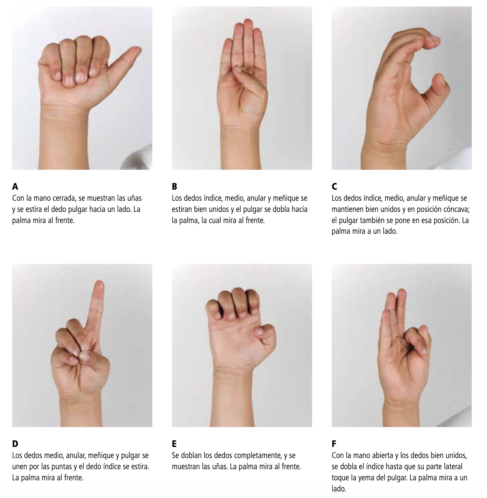 A
Con la mano cerrada, se muestran las uñas
y se estira el dedo pulgar hacia un lado. La
palma mira al frente.
B
Los dedos índice, medio, anular y meñique se
estiran bien unidos y el pulgar se dobla hacia
la palma, la cual mira al frente.
C
Los dedos índice, medio, anular y meñique se
mantienen bien unidos y en posición cóncava;
el pulgar también se pone en esa posición. La
palma mira a un lado.
D
Los dedos medio, anular, meñique y pulgar se
unen por las puntas y el dedo índice se estira.
La palma mira al frente.
E
Se doblan los dedos completamente, y se
muestran las uñas. La palma mira al frente.
F
Con la mano abierta y los dedos bien unidos,
se dobla el índice hasta que su parte lateral
toque la yema del pulgar. La palma mira a un
lado.